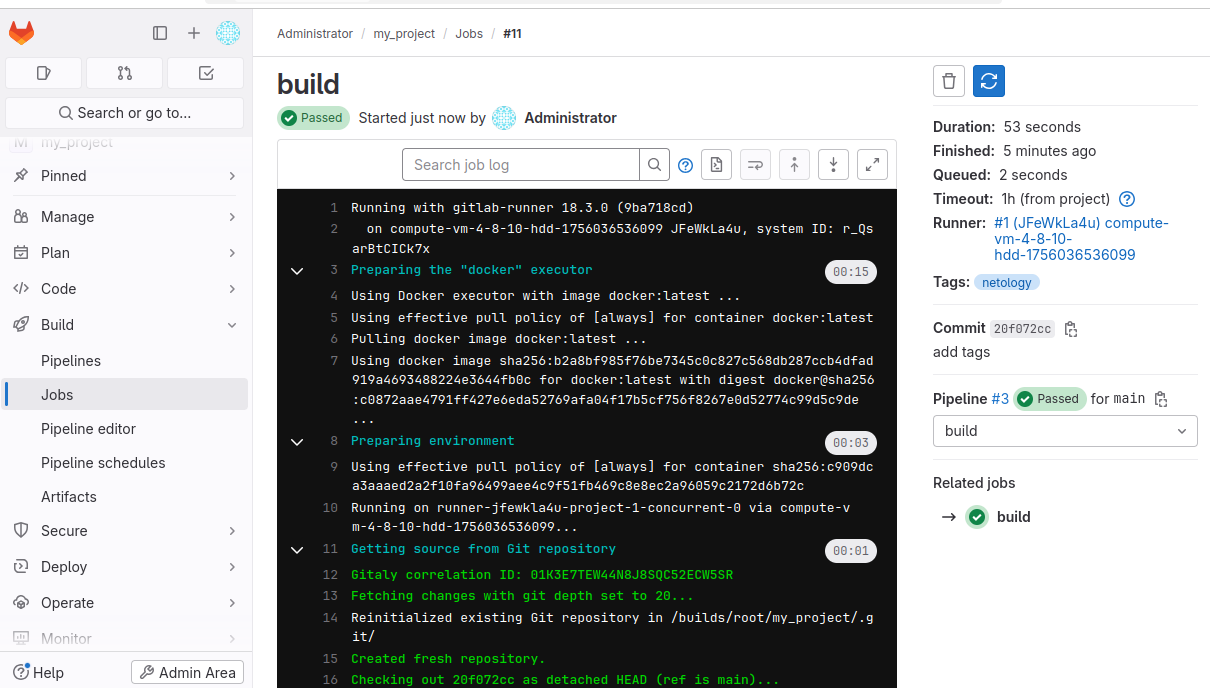 Administrator / my_project / Jobs / #11
Search or go to...
M my_project
Pinned
Manage
Plan
Code
Build
Pipelines
Jobs
Pipeline editor
Pipeline schedules
Artifacts
Secure
Deploy
Operate
Monitor
Help
Admin Area
build
Passed Started just now by Administrator
Search job log
1 Running with gitlab-runner 18.3.0 (9ba718cd)
2 on compute-vm-4-8-10-hdd-1756036536099 JFeWkLa4u, system ID: r_Qs
arBtCICk7x
3 Preparing the "docker" executor 00:15
4 Using Docker executor with image docker:latest ...
5 Using effective pull policy of [always] for container docker:latest
6 Pulling docker image docker:latest ...
7 Using docker image sha256:b2a8bf985f76be7345c0c827c568db287ccb4dfad
919a4693488224e3644fb0c for docker:latest with digest docker@sha256
:c0872aae4791ff427e6eda52769afa04f17b5cf756f8267e0d52774c99d5c9de
...
8 Preparing environment 00:03
9 Using effective pull policy of [always] for container sha256:c909dc
a3aaaed2a2f10fa96499aee4c9f51fb469c8e8ec2a96059c2172d6b72c
10 Running on runner-jfewkla4u-project-1-concurrent-0 via compute-v
m-4-8-10-hdd-1756036536099...
11 Getting source from Git repository 00:01
12 Gitaly correlation ID: 01K3E7TEW44N8J8SQC52ECW5SR
13 Fetching changes with git depth set to 20...
14 Reinitialized existing Git repository in /builds/root/my_project/.g
it/
15 Created fresh repository.
16 Checking out 20f072cc as detached HEAD (ref is main)...
Duration: 53 seconds
Finished: 5 minutes ago
Queued: 2 seconds
Timeout: 1h (from project)
Runner: #1 (JFeWkLa4u) compute-
vm-4-8-10-
hdd-1756036536099
Tags: netology
Commit 20f072cc
add tags
Pipeline #3 Passed for main
build
Related jobs
build